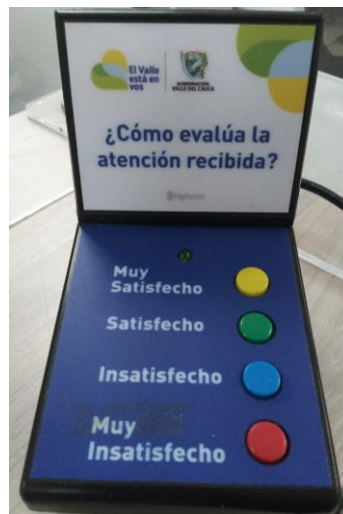 El Valle
está en
vos
GOBERNACIÓN
VALLE DEL CAUCA
¿Cómo evalúa la
atención recibida?
Digiturno
Muy
Satisfecho
Satisfecho
Insatisfecho
Muy
Insatisfecho